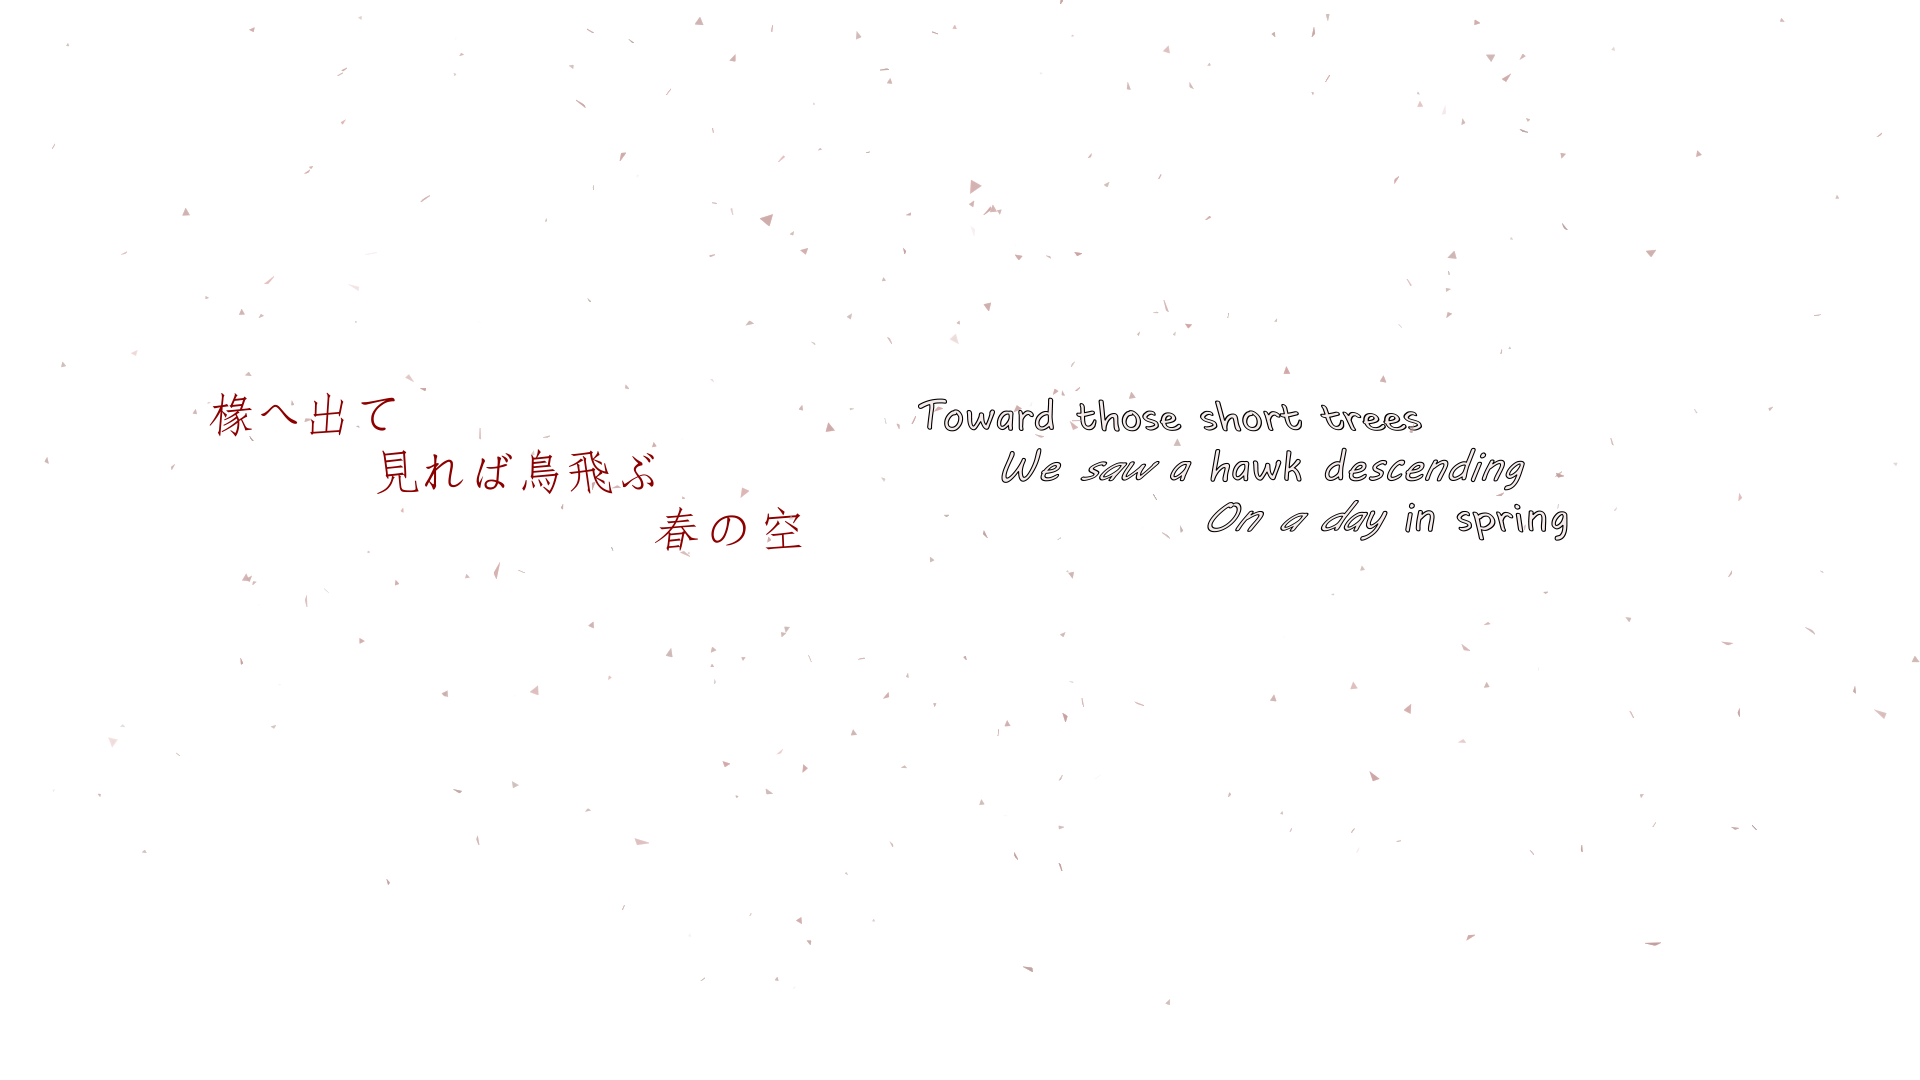 椽へ出て
見れば鳥飛ぶ
春の空
Toward those short trees
We saw a hawk descending
On a day in spring